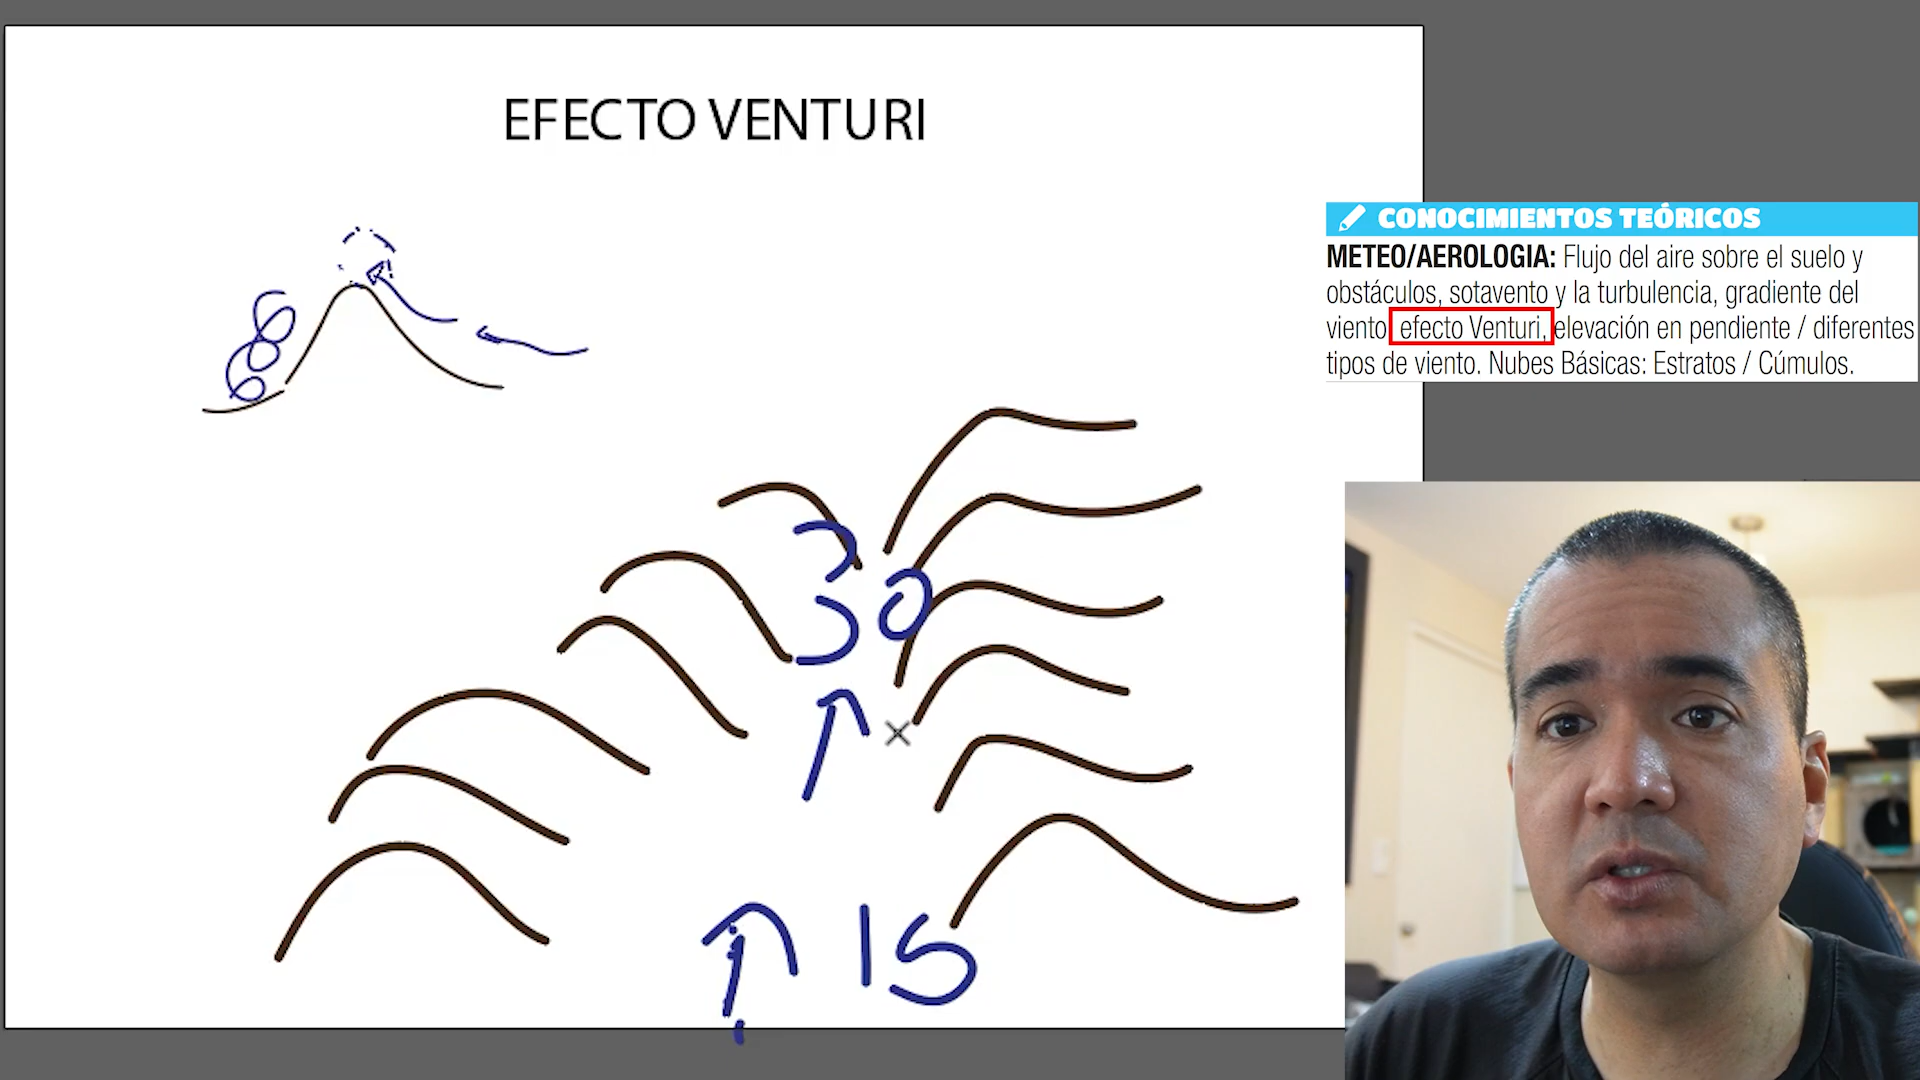 EFECTO VENTURI
CONOCIMIENTOS TEÓRICOS
METEO/AEROLOGIA: Flujo del aire sobre el suelo y
obstáculos, sotavento y la turbulencia, gradiente del
viento, efecto Venturi, elevación en pendiente / diferentes
tipos de viento. Nubes Básicas: Estratos / Cúmulos.
30
15